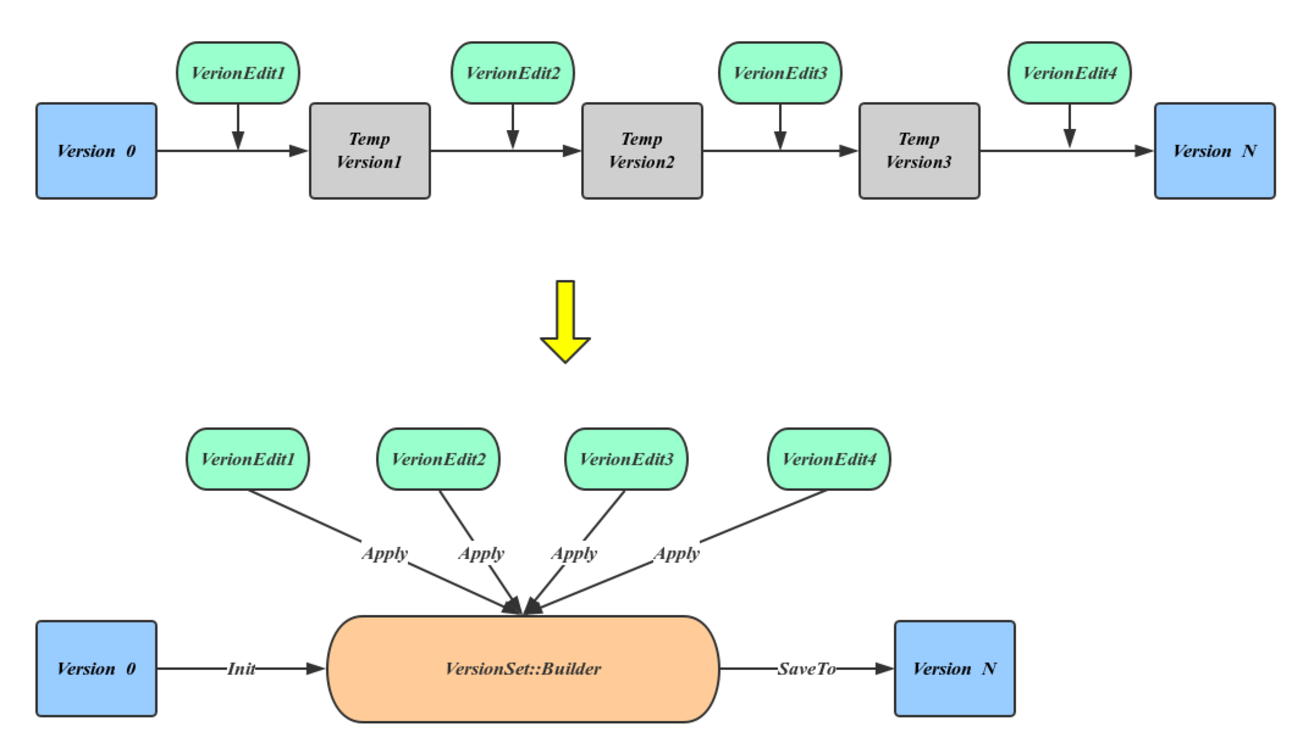 VerionEdit1
VerionEdit2
VerionEdit3
VerionEdit4
Version 0
Temp
Version1
Temp
Version2
Temp
Version3
Version N
VerionEdit1
VerionEdit2
VerionEdit3
VerionEdit4
Apply
Apply
Apply
Apply
Version 0
Init
VersionSet::Builder
SaveTo
Version N